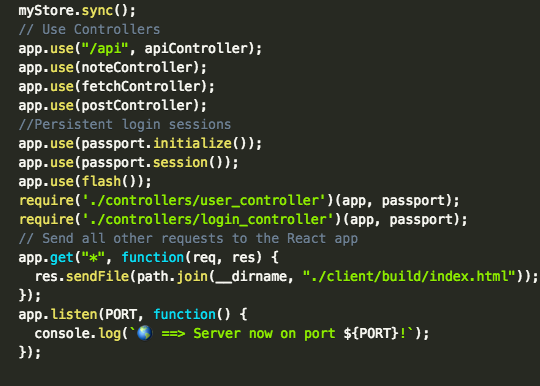 myStore.sync();
// Use Controllers
app.use("/api", apiController);
app.use(noteController);
app.use(fetchController);
app.use(postController);
//Persistent login sessions
app.use(passport.initialize());
app.use(passport.session());
app.use(flash());
require('./controllers/user_controller')(app, passport);
require('./controllers/login_controller')(app, passport);
// Send all other requests to the React app
app.get("*", function(req, res) {
  res.sendFile(path.join(__dirname, "./client/build/index.html"));
});
app.listen(PORT, function() {
  console.log(`🌎 ==> Server now on port ${PORT}!`);
});